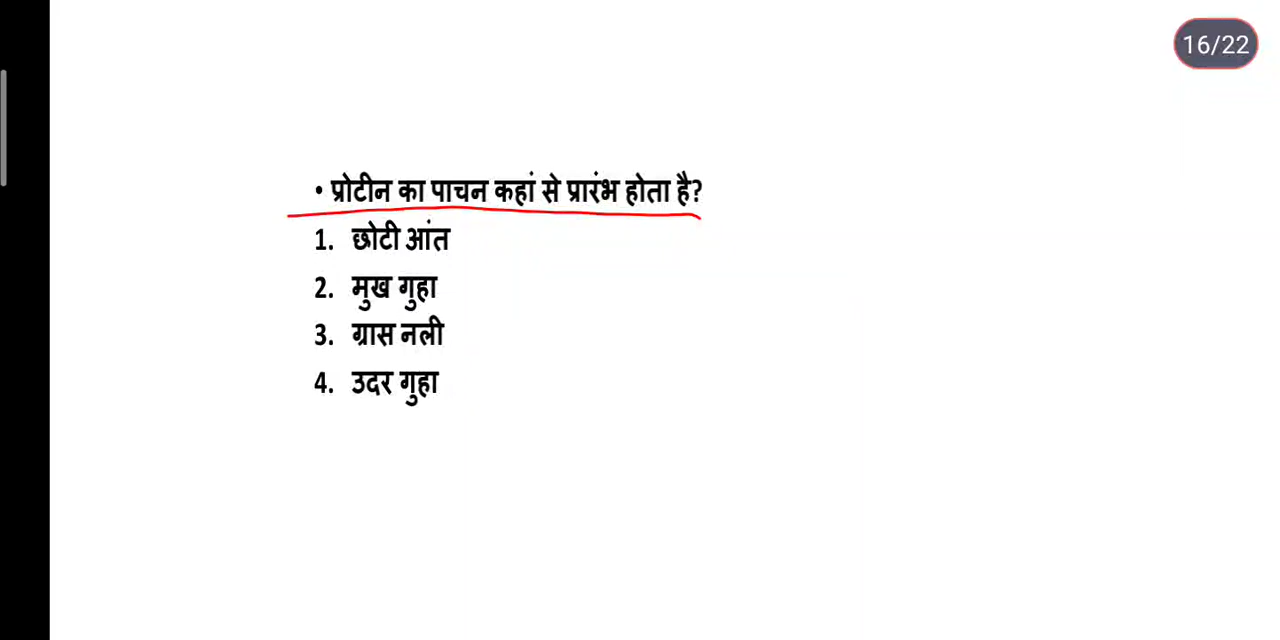 16/22
• प्रोटीन का पाचन कहां से प्रारंभ होता है?
1. छोटी आंत
2. मुख गुहा
3. ग्रास नली
4. उदर गुहा